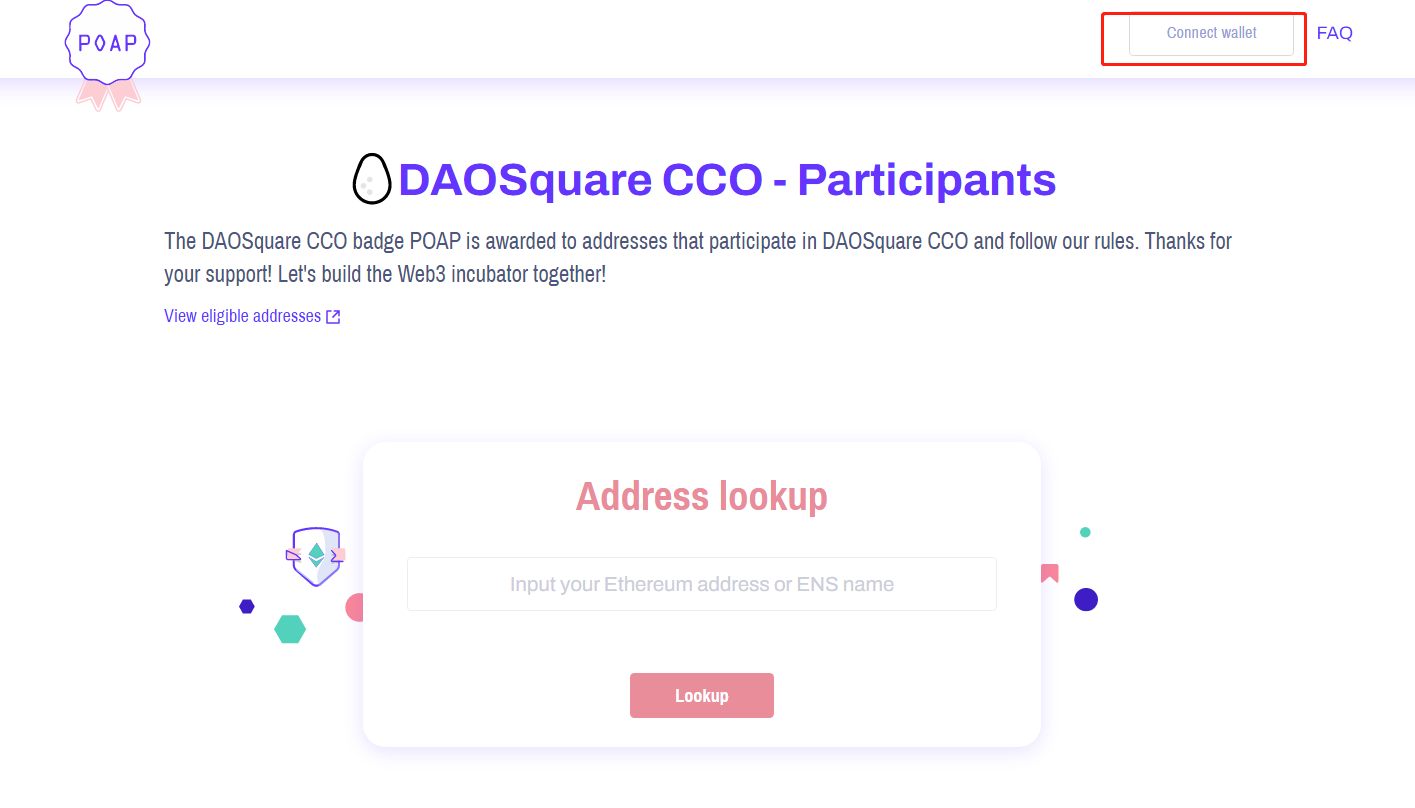 POAP
Connect wallet
FAQ
DAOSquare CCO - Participants
The DAOSquare CCO badge POAP is awarded to addresses that participate in DAOSquare CCO and follow our rules. Thanks for
your support! Let's build the Web3 incubator together!
View eligible addresses
Address lookup
Input your Ethereum address or ENS name
Lookup